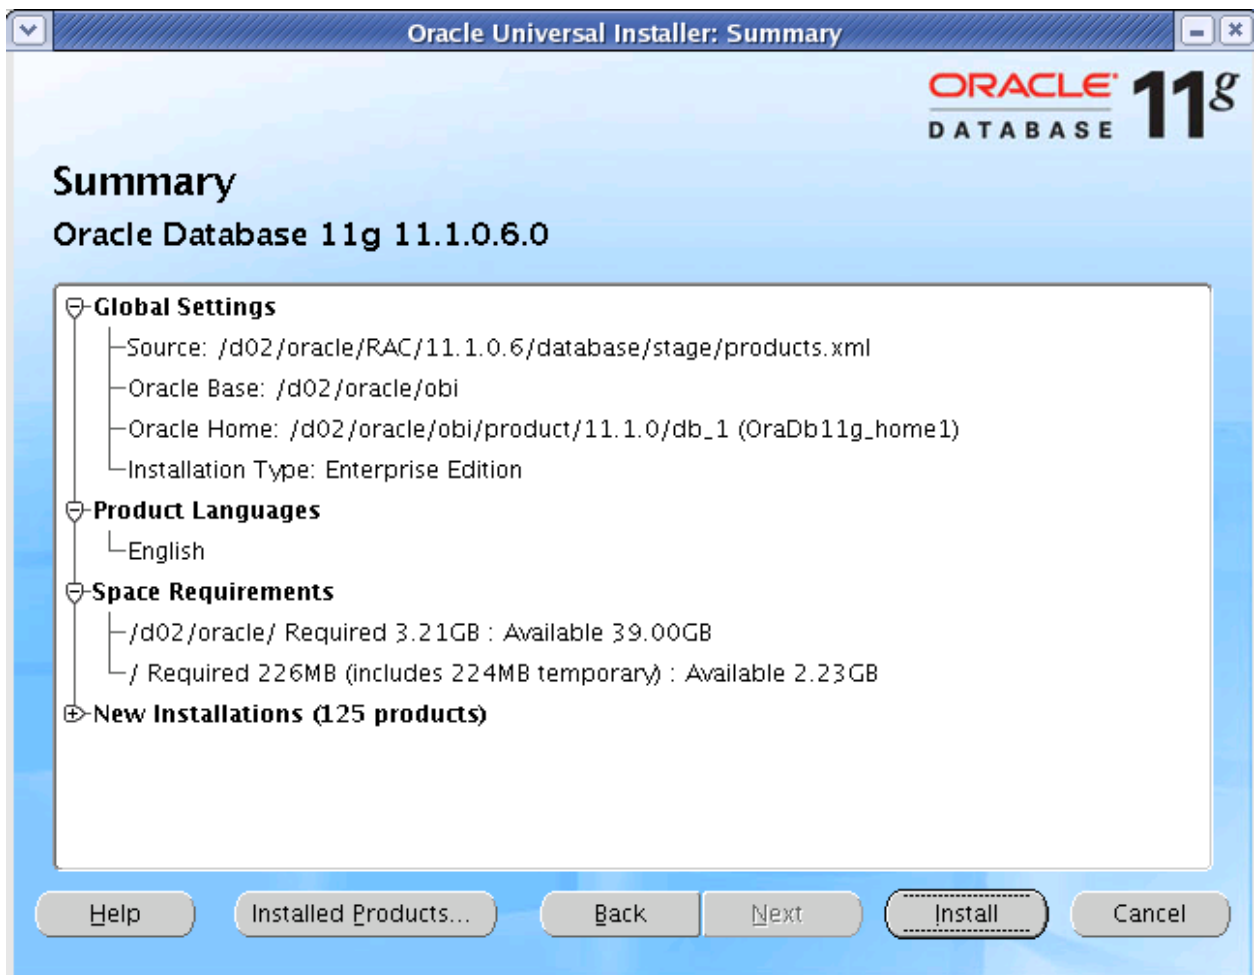 Oracle Universal Installer: Summary
ORACLE 11g
DATABASE
Summary
Oracle Database 11g 11.1.0.6.0
Global Settings
Source: /d02/oracle/RAC/11.1.0.6/database/stage/products.xml
Oracle Base: /d02/oracle/obi
Oracle Home: /d02/oracle/obi/product/11.1.0/db_1 (OraDb11g_home1)
Installation Type: Enterprise Edition
Product Languages
English
Space Requirements
/d02/oracle/ Required 3.21GB : Available 39.00GB
/ Required 226MB (includes 224MB temporary) : Available 2.23GB
New Installations (125 products)
Help Installed Products... Back Next Install Cancel